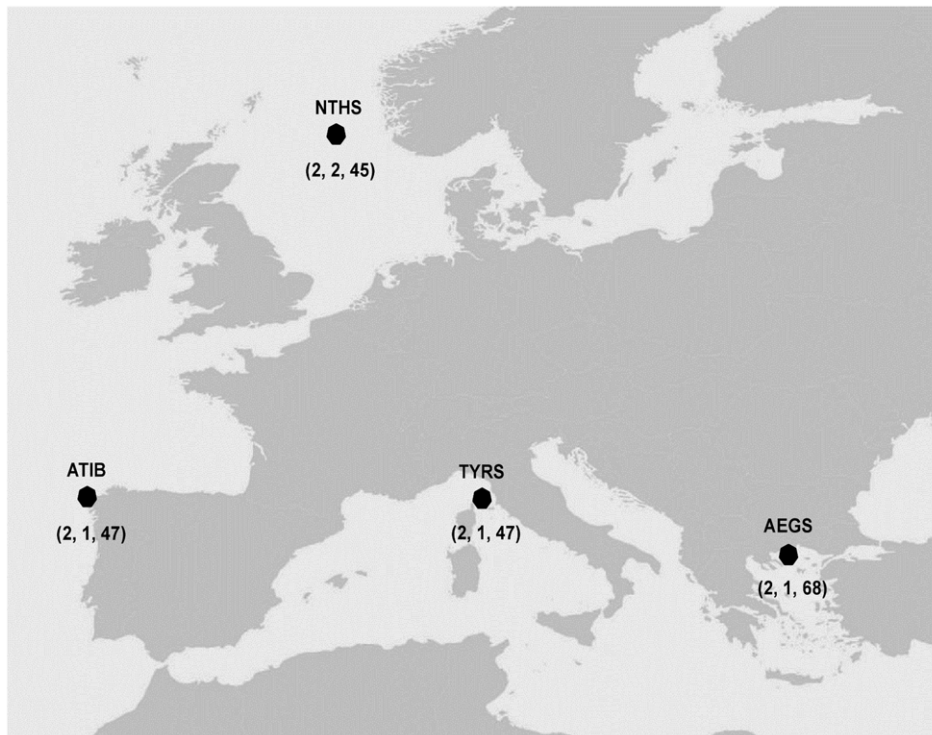 NTHS
(2, 2, 45)
ATIB
(2, 1, 47)
TYRS
(2, 1, 47)
AEGS
(2, 1, 68)